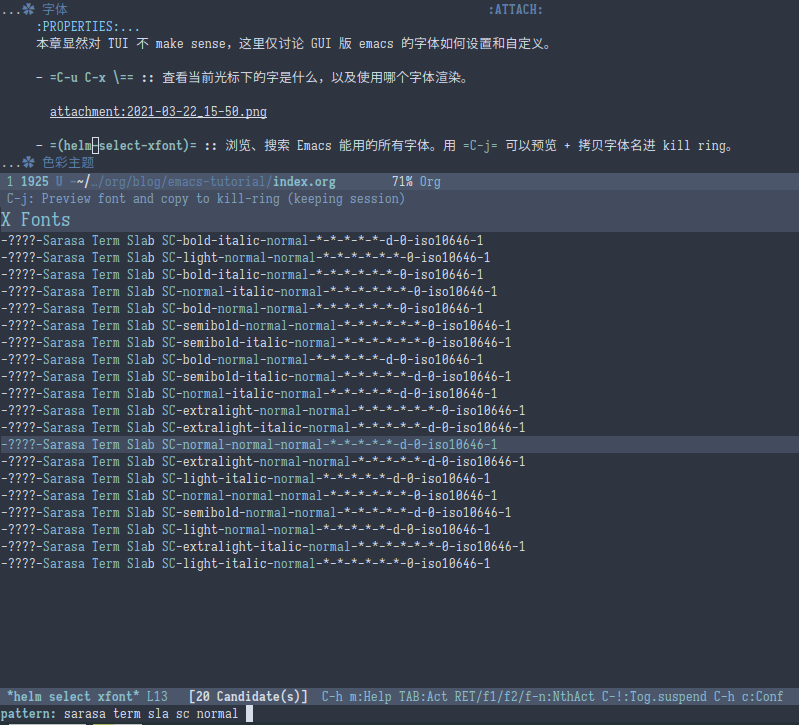 ...✿ 字体 :ATTACH:
:PROPERTIES:...
本章显然对 TUI 不 make sense，这里仅讨论 GUI 版 emacs 的字体如何设置和自定义。
- =C-u C-x \== :: 查看当前光标下的字是什么，以及使用哪个字体渲染。
attachment:2021-03-22_15-50.png
- =(helm-select-xfont)= :: 浏览、搜索 Emacs 能用的所有字体。用 =C-j= 可以预览 + 拷贝字体名进 kill ring。
...✿ 色彩主题
1 1925 U -~/…/org/blog/emacs-tutorial/index.org 71% Org
C-j: Preview font and copy to kill-ring (keeping session)
X Fonts
-????-Sarasa Term Slab SC-bold-italic-normal-*-*-*-*-*-d-0-iso10646-1
-????-Sarasa Term Slab SC-light-normal-normal-*-*-*-*-*-*-0-iso10646-1
-????-Sarasa Term Slab SC-bold-italic-normal-*-*-*-*-*-*-0-iso10646-1
-????-Sarasa Term Slab SC-normal-italic-normal-*-*-*-*-*-*-0-iso10646-1
-????-Sarasa Term Slab SC-bold-normal-normal-*-*-*-*-*-*-0-iso10646-1
-????-Sarasa Term Slab SC-semibold-normal-normal-*-*-*-*-*-*-0-iso10646-1
-????-Sarasa Term Slab SC-semibold-italic-normal-*-*-*-*-*-*-0-iso10646-1
-????-Sarasa Term Slab SC-bold-normal-normal-*-*-*-*-*-d-0-iso10646-1
-????-Sarasa Term Slab SC-semibold-italic-normal-*-*-*-*-*-d-0-iso10646-1
-????-Sarasa Term Slab SC-normal-italic-normal-*-*-*-*-*-d-0-iso10646-1
-????-Sarasa Term Slab SC-extralight-normal-normal-*-*-*-*-*-*-0-iso10646-1
-????-Sarasa Term Slab SC-extralight-italic-normal-*-*-*-*-*-d-0-iso10646-1
-????-Sarasa Term Slab SC-normal-normal-normal-*-*-*-*-*-d-0-iso10646-1
-????-Sarasa Term Slab SC-extralight-normal-normal-*-*-*-*-*-d-0-iso10646-1
-????-Sarasa Term Slab SC-light-italic-normal-*-*-*-*-*-d-0-iso10646-1
-????-Sarasa Term Slab SC-normal-normal-normal-*-*-*-*-*-*-0-iso10646-1
-????-Sarasa Term Slab SC-semibold-normal-normal-*-*-*-*-*-d-0-iso10646-1
-????-Sarasa Term Slab SC-light-normal-normal-*-*-*-*-*-d-0-iso10646-1
-????-Sarasa Term Slab SC-extralight-italic-normal-*-*-*-*-*-*-0-iso10646-1
-????-Sarasa Term Slab SC-light-italic-normal-*-*-*-*-*-*-0-iso10646-1
*helm select xfont* L13 [20 Candidate(s)] C-h m:Help TAB:Act RET/f1/f2/f-n:NthAct C-!:Tog.suspend C-h c:Conf
pattern: sarasa term sla sc normal